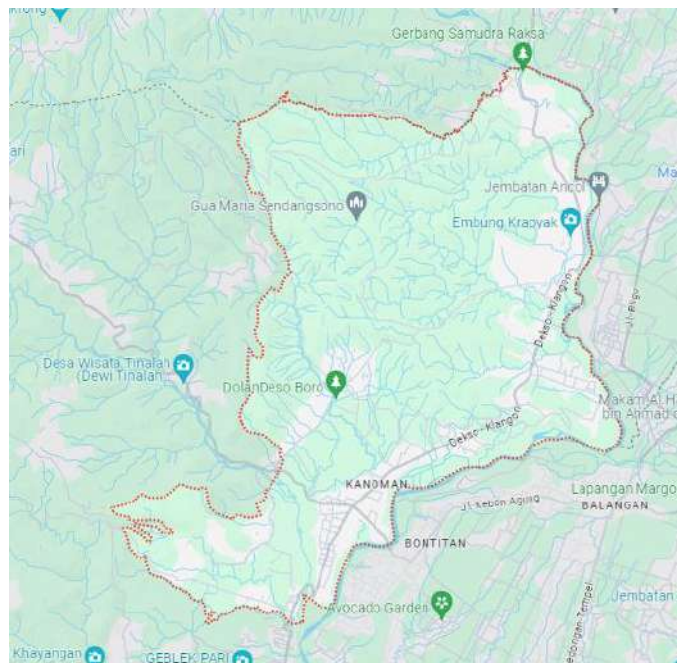 Gerbang Samudra Raksa
ari
Jembatan Ancol
Ma
Gua Maria Sendangsono
Embung Krapyak
Dekso-Klangon
Desa Wisata Tinalah
(Dewi Tinalah
DolanDeso Boro
Makam Al H
bin Ahmad
Dekso-Klangon
KANOMAN
Lapangan Margo
Jl Kebon Agung
BALANGAN
BONTITAN
Jembatan
Avocado Garden
Khayangan
GEBLEK PARI